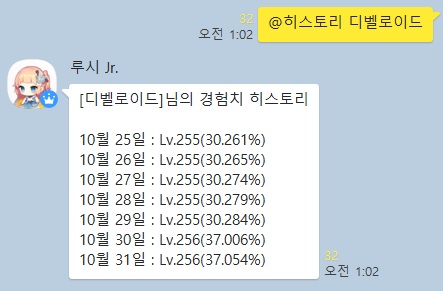 32
오전 1:02
@히스토리 디벨로이드
루시 Jr.
[디벨로이드]님의 경험치 히스토리
10월 25일 : Lv.255(30.261%)
10월 26일 : Lv.255(30.265%)
10월 27일 : Lv.255(30.274%)
10월 28일 : Lv.255(30.279%)
10월 29일 : Lv.255(30.284%)
10월 30일 : Lv.256(37.006%)
10월 31일 : Lv.256(37.054%)
32
오전 1:02